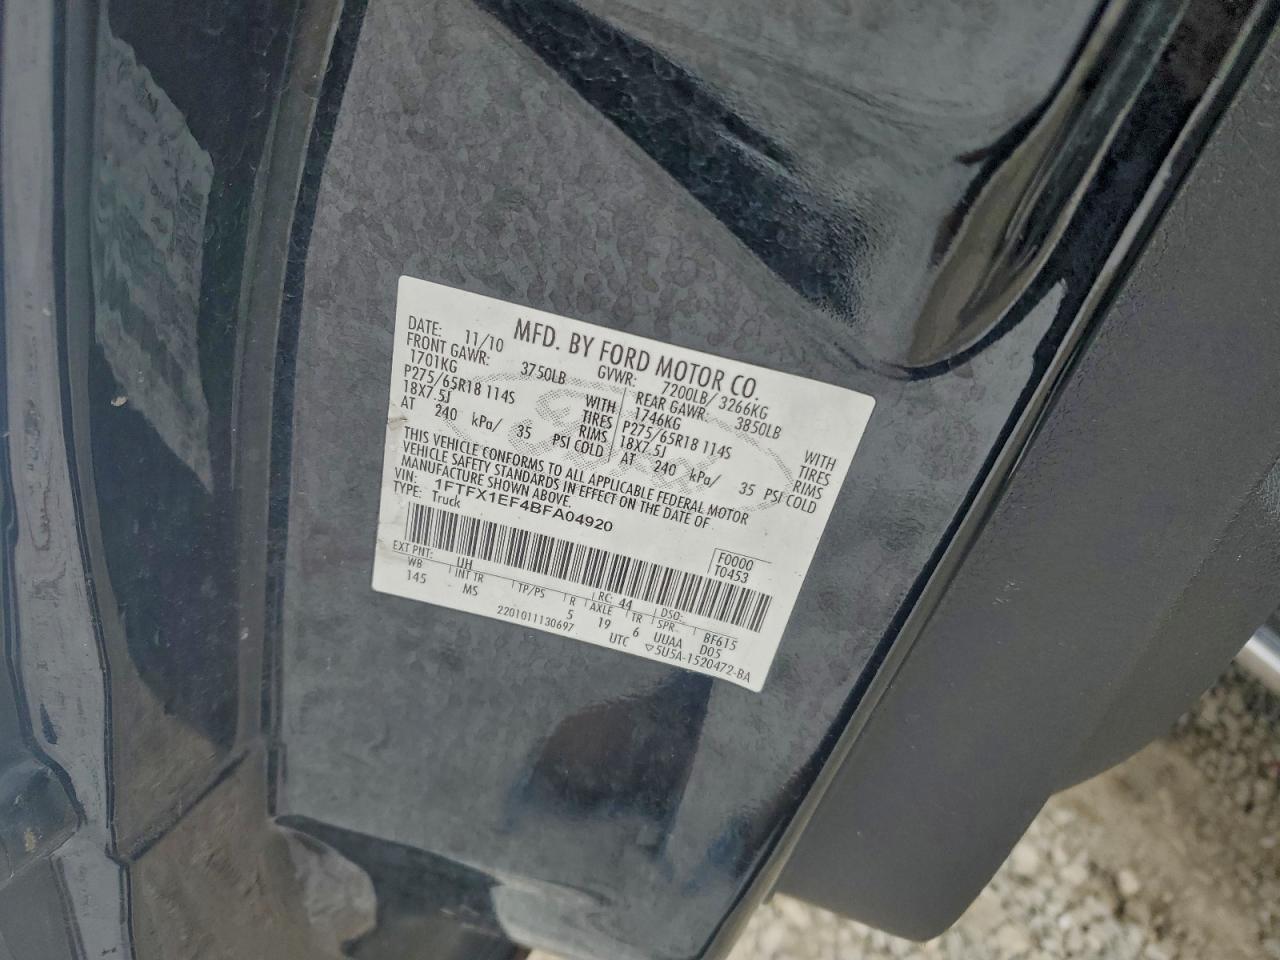 MFD. BY FORD MOTOR CO.
DATE: 11/10 GVWR: 7200LB/ 3266KG
FRONT GAWR: 3750LB REAR GAWR: 3850LB
1701KG WITH 1746KG WITH
P275/65R18 114S TIRES P275/65R18 114S TIRES
18X7.5J RIMS 18X7.5J RIMS
AT 240 kPa/ 35 PSI COLD AT 240 kPa/ 35 PSI COLD
THIS VEHICLE CONFORMS TO ALL APPLICABLE FEDERAL MOTOR
VEHICLE SAFETY STANDARDS IN EFFECT ON THE DATE OF
MANUFACTURE SHOWN ABOVE.
VIN: 1FTFX1EF4BFA04920
TYPE: Truck
F0000
T0453
EXT PNT: UH RC: 44 DSO:
WB INT TR TP/PS R AXLE TR SPR BF615
145 MS 5 19 6 UUAA D05
2201011130697 UTC ▽5U5A-1520472-BA